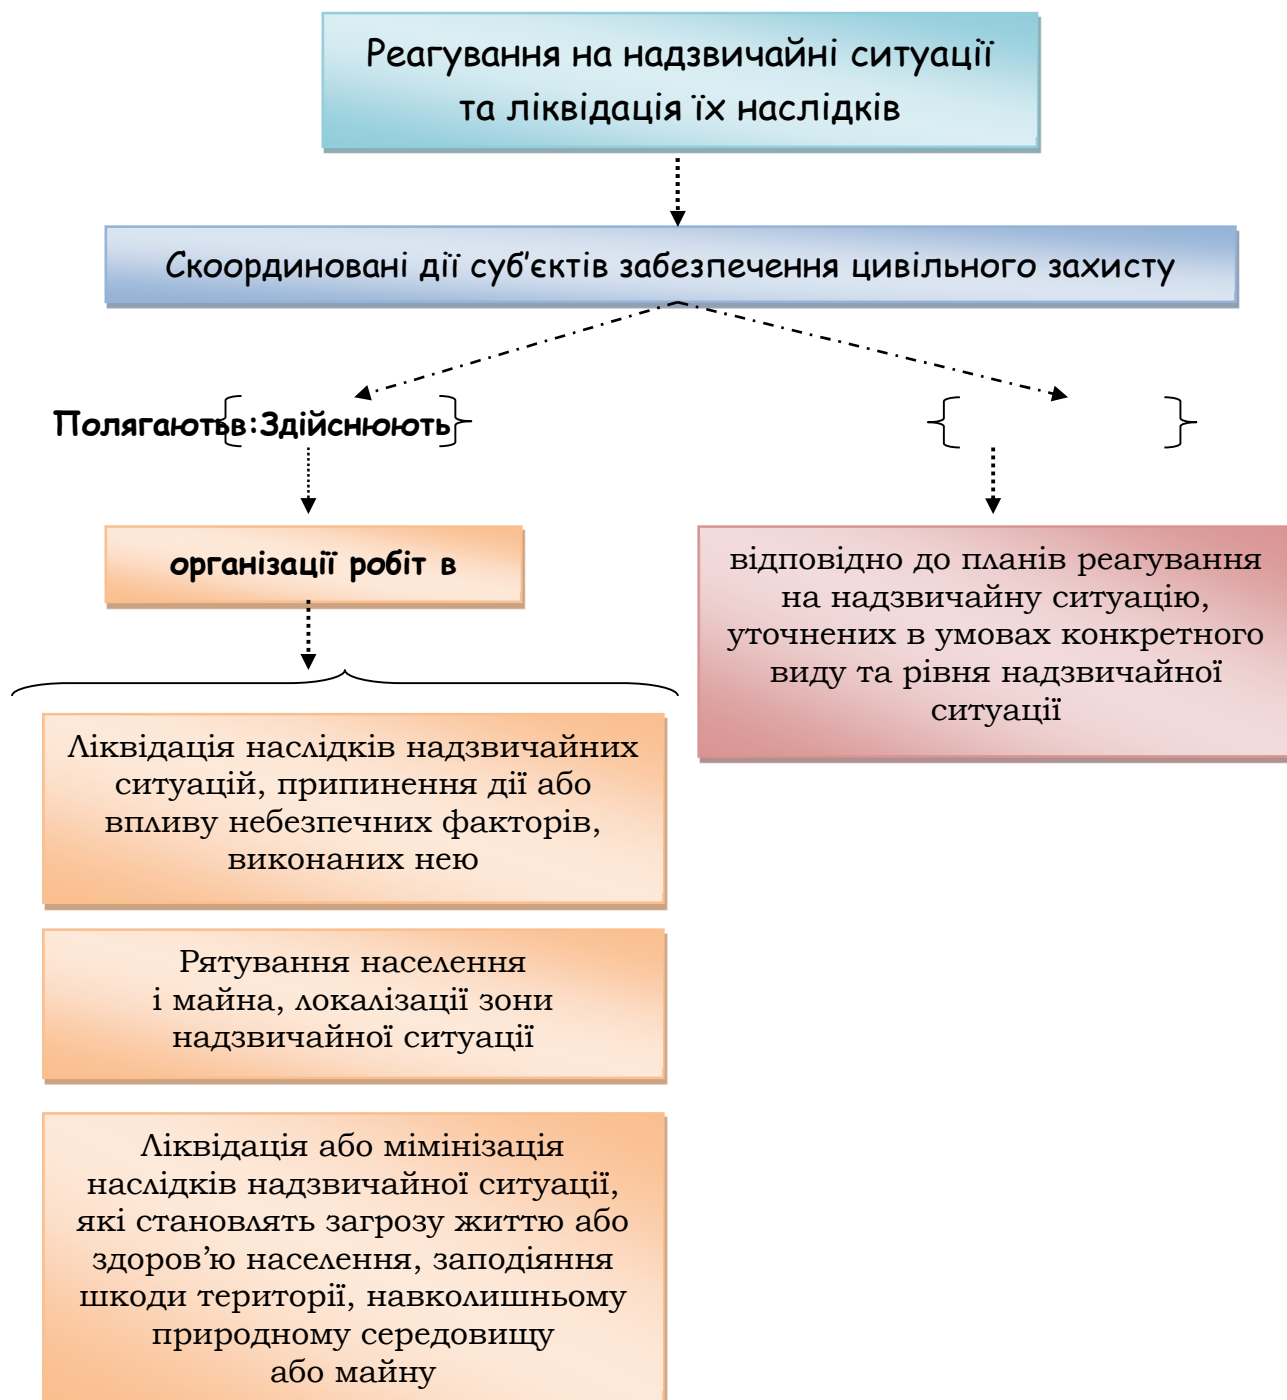 Реагування на надзвичайні ситуації
та ліквідація їх наслідків
Скоординовані дії суб’єктів забезпечення цивільного захисту
Полягаютьв:Здійснюють
організації робіт в
відповідно до планів реагування
на надзвичайну ситуацію,
уточнених в умовах конкретного
виду та рівня надзвичайної
ситуації
Ліквідація наслідків надзвичайних
ситуацій, припинення дії або
впливу небезпечних факторів,
виконаних нею
Рятування населення
і майна, локалізації зони
надзвичайної ситуації
Ліквідація або мімінізація
наслідків надзвичайної ситуації,
які становлять загрозу життю або
здоров’ю населення, заподіяння
шкоди території, навколишньому
природному середовищу
або майну